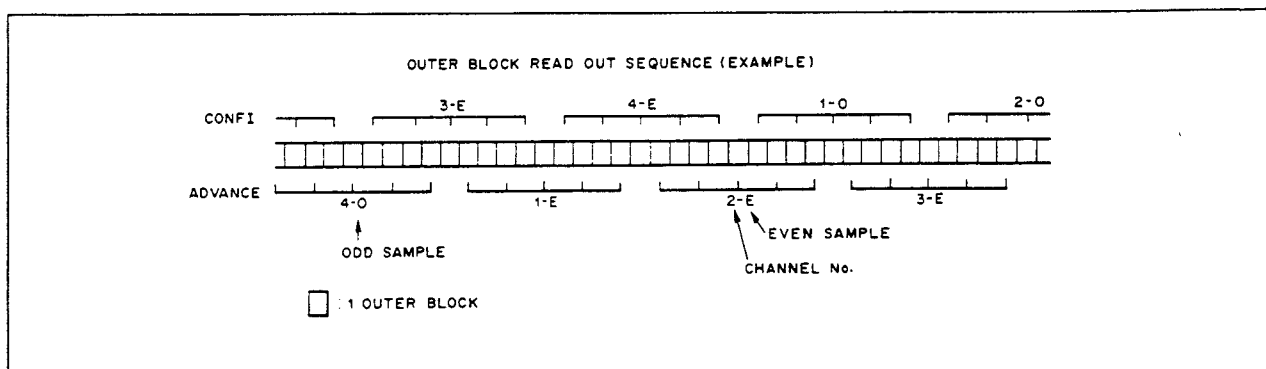 OUTER BLOCK READ OUT SEQUENCE (EXAMPLE)
3-E 4-E 1-O 2-O
CONFI
ADVANCE
4-O 1-E 2-E 3-E
ODD SAMPLE
EVEN SAMPLE
CHANNEL No.
: 1 OUTER BLOCK